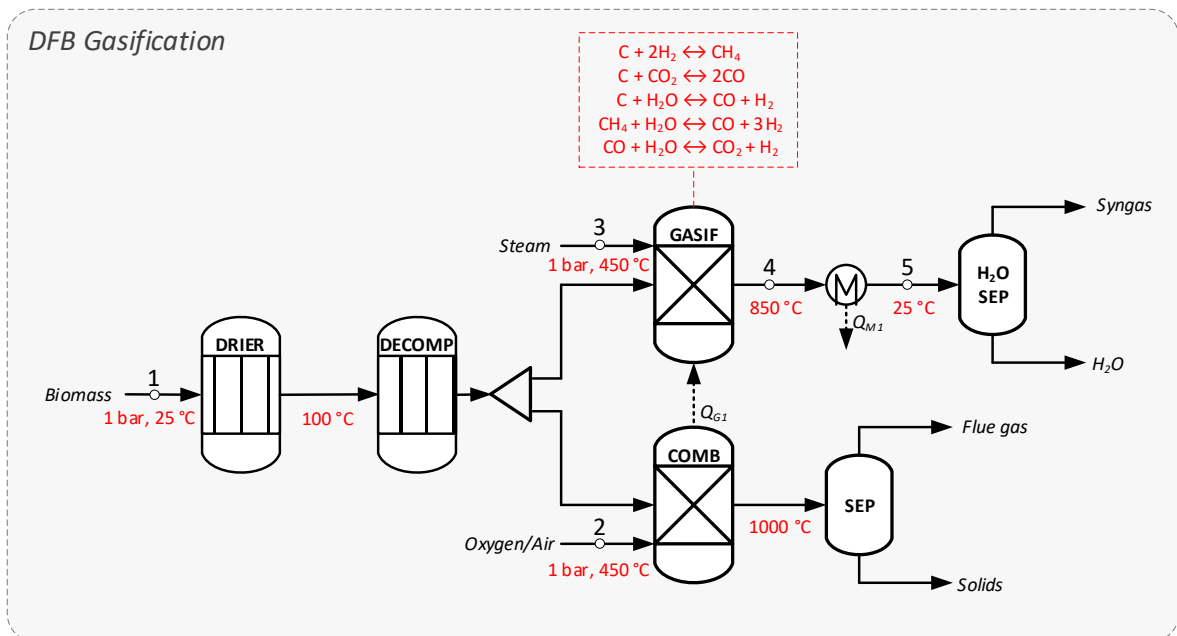 DFB Gasification
C + 2H₂ ↔ CH₄
C + CO₂ ↔ 2CO
C + H₂O ↔ CO + H₂
CH₄ + H₂O ↔ CO + 3H₂
CO + H₂O ↔ CO₂ + H₂
Steam
3
1 bar, 450 °C
GASIF
4
850 °C
Q_M1
5
25 °C
H₂O
SEP
Syngas
H₂O
Biomass
1
1 bar, 25 °C
DRIER
100 °C
DECOMP
Q_G1
Oxygen/Air
2
1 bar, 450 °C
COMB
1000 °C
SEP
Flue gas
Solids